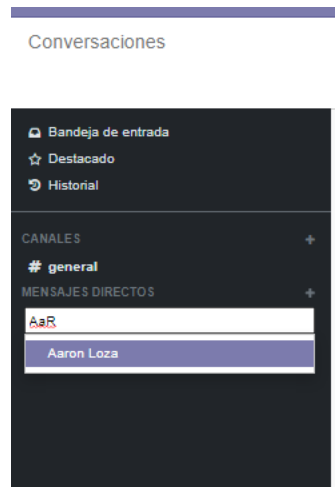 Conversaciones
Bandeja de entrada
Destacado
Historial
CANALES +
# general
MENSAJES DIRECTOS +
AaR
Aaron Loza